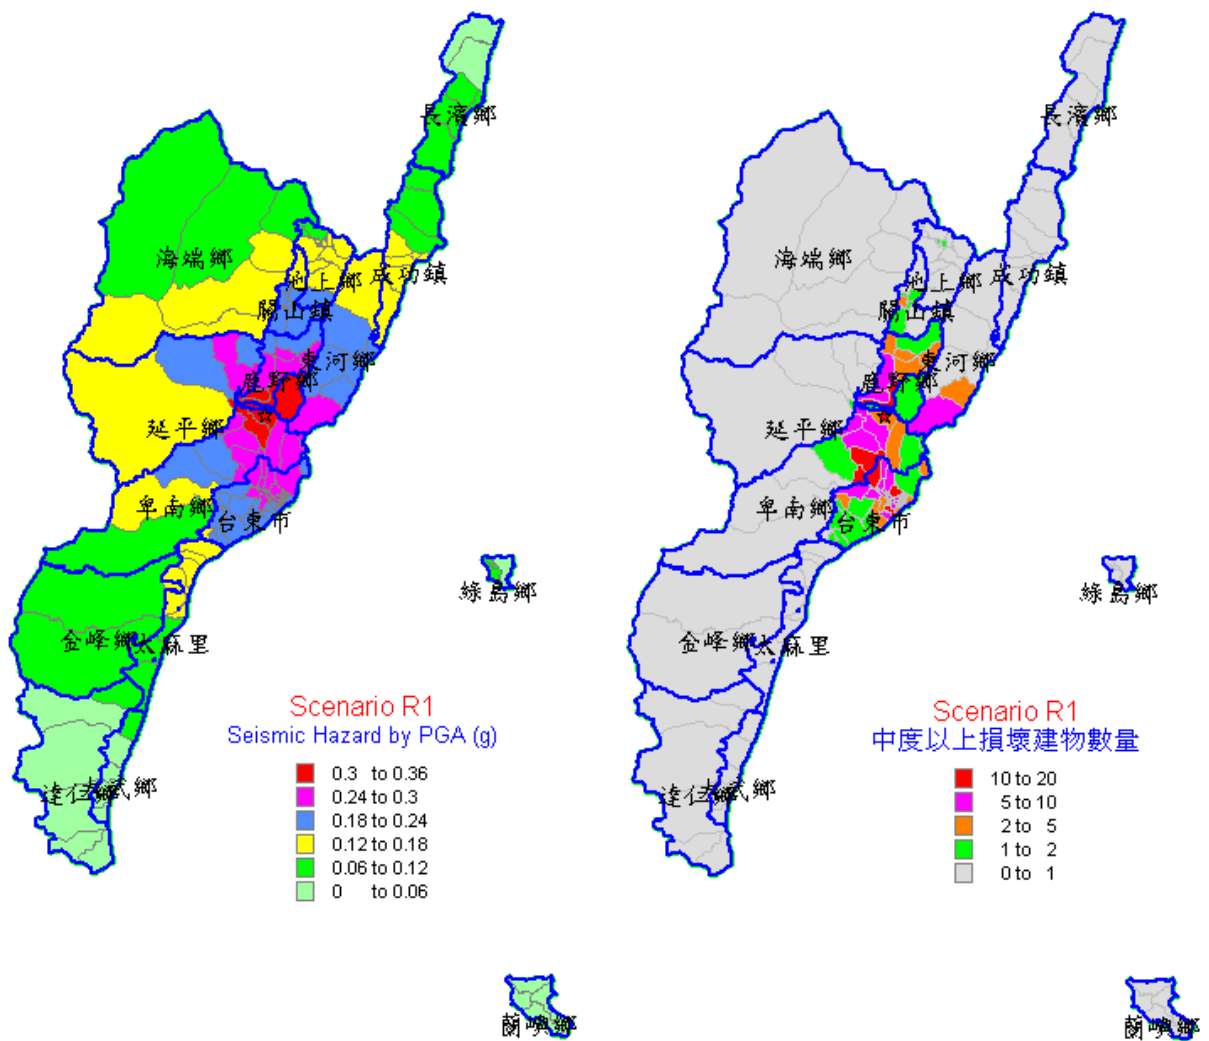 長濱鄉
海端鄉
池上鄉
成功鎮
關山鎮
東河鄉
鹿野鄉
延平鄉
卑南鄉
台東市
綠島鄉
金峰鄉
太麻里
Scenario R1
Seismic Hazard by PGA (g)
0.3 to 0.36
0.24 to 0.3
0.18 to 0.24
0.12 to 0.18
0.06 to 0.12
0 to 0.06
達仁鄉
大武鄉
蘭嶼鄉
長濱鄉
海端鄉
池上鄉
成功鎮
關山鎮
東河鄉
鹿野鄉
延平鄉
卑南鄉
台東市
綠島鄉
金峰鄉
太麻里
Scenario R1
中度以上損壞建物數量
10 to 20
5 to 10
2 to 5
1 to 2
0 to 1
達仁鄉
大武鄉
蘭嶼鄉